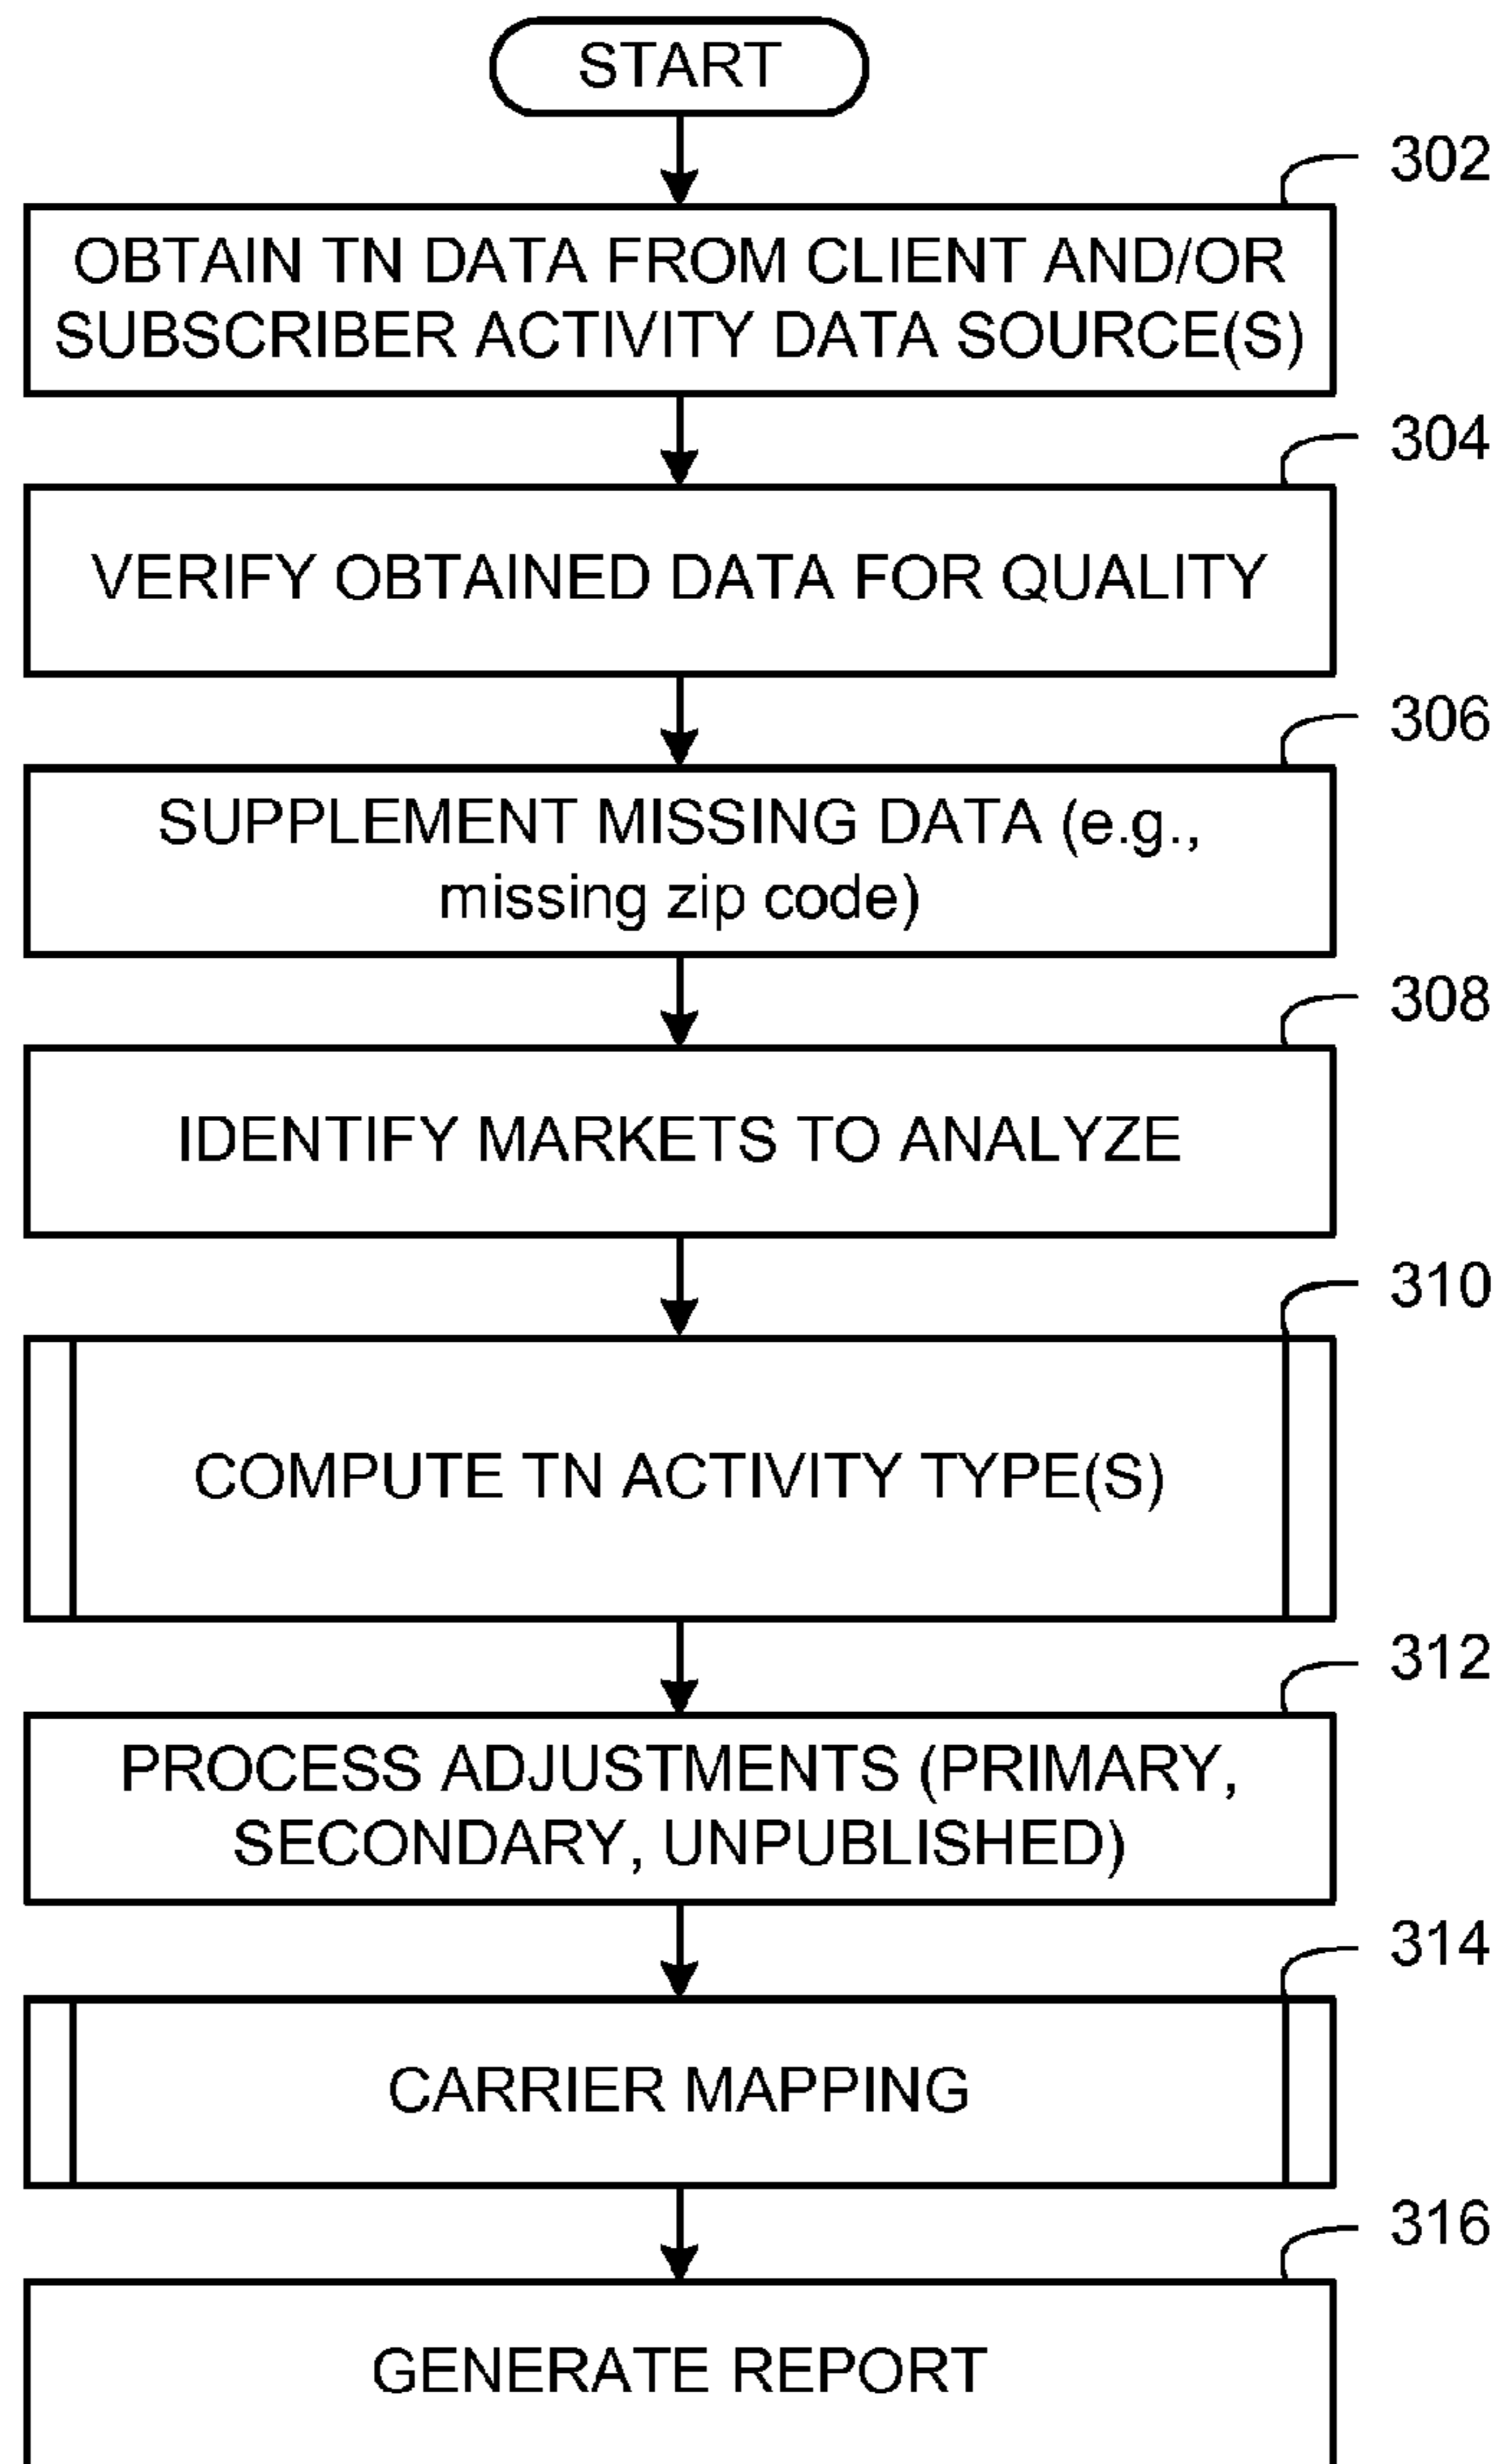 START
302
OBTAIN TN DATA FROM CLIENT AND/OR
SUBSCRIBER ACTIVITY DATA SOURCE(S)
304
VERIFY OBTAINED DATA FOR QUALITY
306
SUPPLEMENT MISSING DATA (e.g.,
missing zip code)
308
IDENTIFY MARKETS TO ANALYZE
310
COMPUTE TN ACTIVITY TYPE(S)
312
PROCESS ADJUSTMENTS (PRIMARY,
SECONDARY, UNPUBLISHED)
314
CARRIER MAPPING
316
GENERATE REPORT